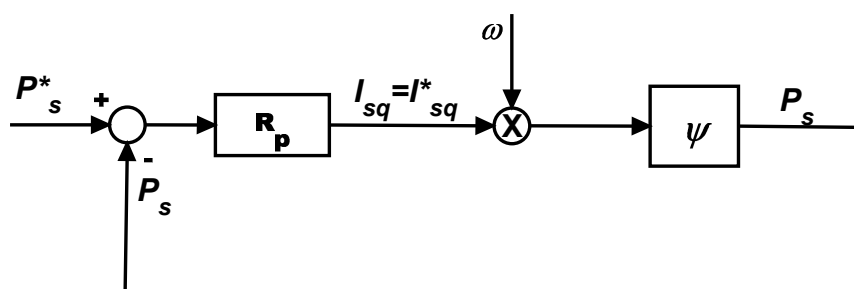 ω
P*s
+
Rp
Isq=I*sq
X
ψ
Ps
-
Ps